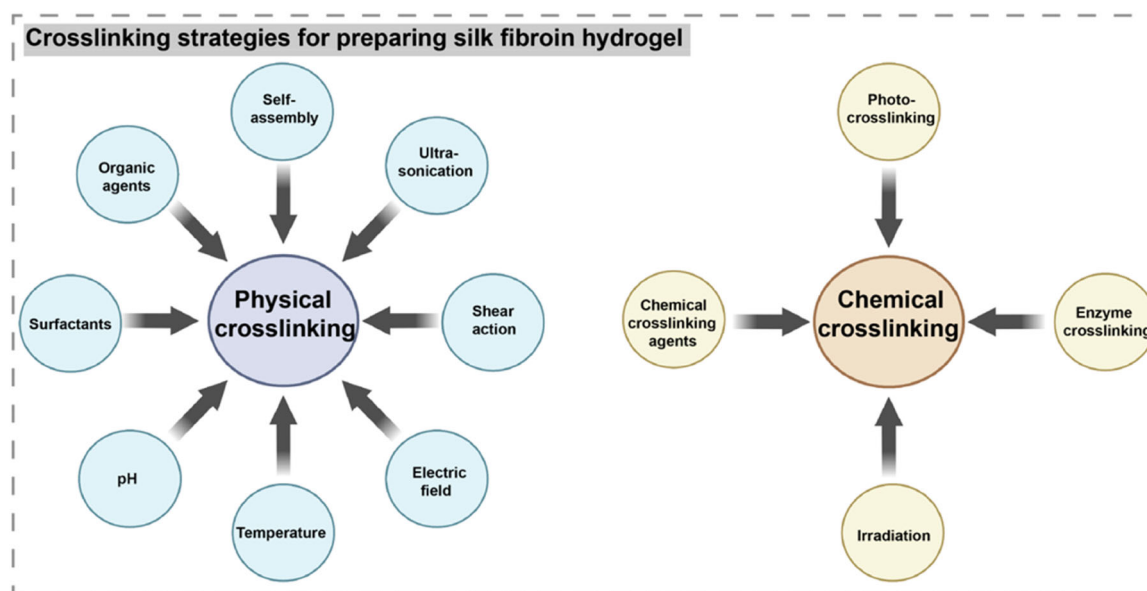 Crosslinking strategies for preparing silk fibroin hydrogel
Self-
assembly
Organic
agents
Ultra-
sonication
Surfactants
Physical
crosslinking
Shear
action
pH
Temperature
Electric
field
Photo-
crosslinking
Chemical
crosslinking
agents
Chemical
crosslinking
Enzyme
crosslinking
Irradiation